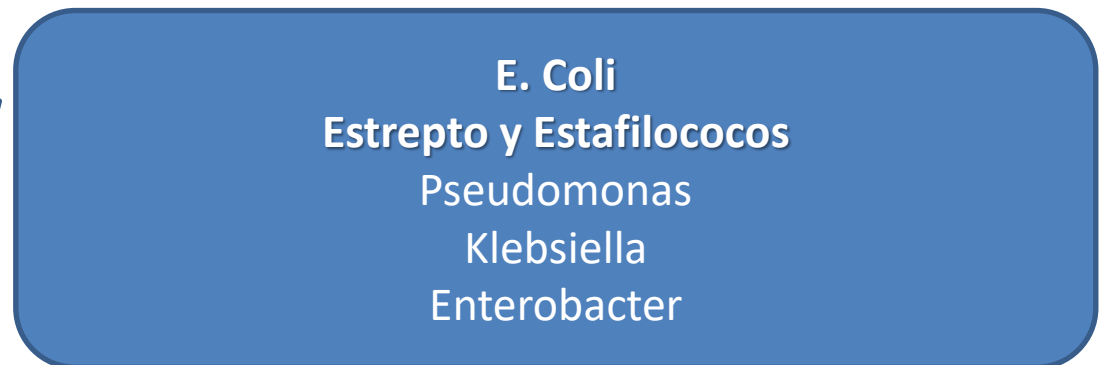 E. Coli
Estrepto y Estafilococos
Pseudomonas
Klebsiella
Enterobacter